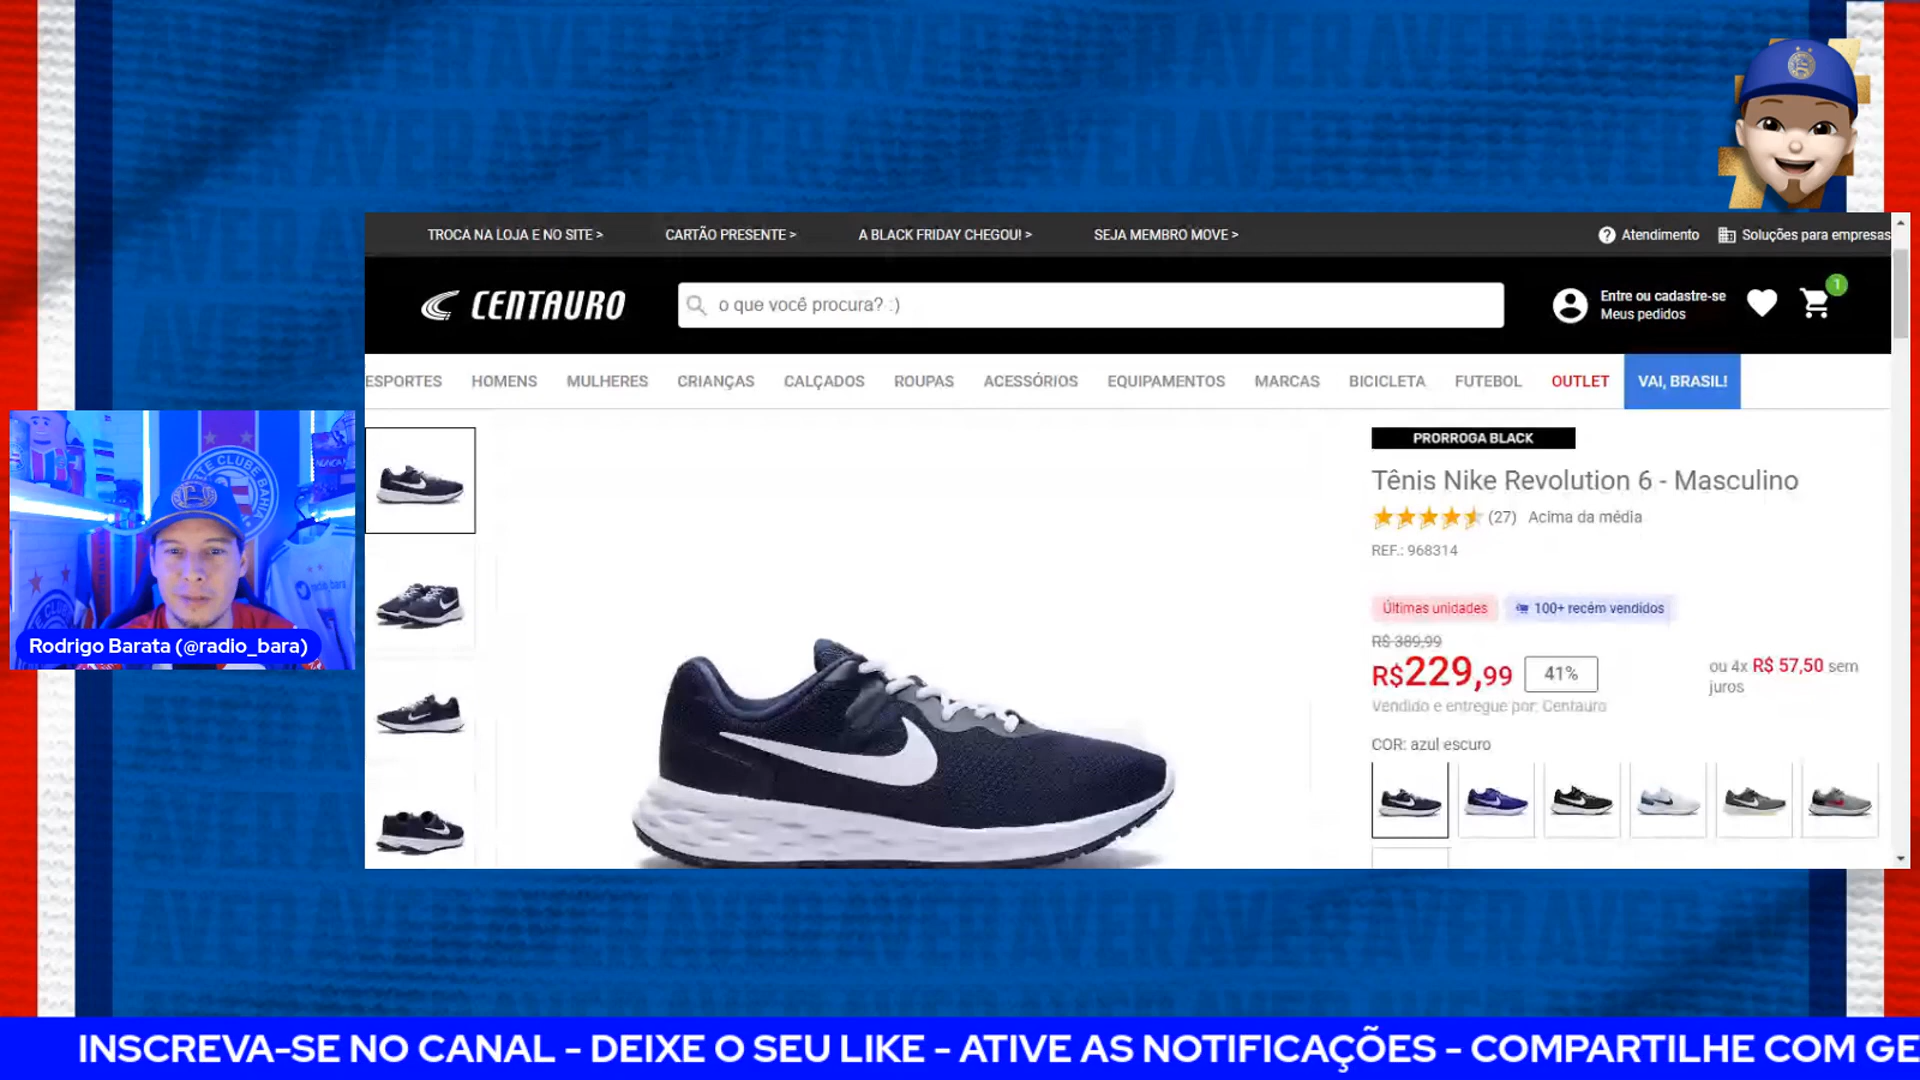 TROCA NA LOJA E NO SITE > CARTÃO PRESENTE > A BLACK FRIDAY CHEGOU! > SEJA MEMBRO MOVE > Atendimento Soluções para empresas
CENTAURO o que você procura? :) Entre ou cadastre-se
Meus pedidos
1
ESPORTES HOMENS MULHERES CRIANÇAS CALÇADOS ROUPAS ACESSÓRIOS EQUIPAMENTOS MARCAS BICICLETA FUTEBOL OUTLET VAI, BRASIL!
PRORROGA BLACK
Tênis Nike Revolution 6 - Masculino
(27) Acima da média
REF.: 968314
Últimas unidades 100+ recém vendidos
R$ 389,99
R$229,99 41% ou 4x R$ 57,50 sem
juros
Vendido e entregue por: Centauro
COR: azul escuro
Rodrigo Barata (@radio_bara)
INSCREVA-SE NO CANAL - DEIXE O SEU LIKE - ATIVE AS NOTIFICAÇÕES - COMPARTILHE COM GE